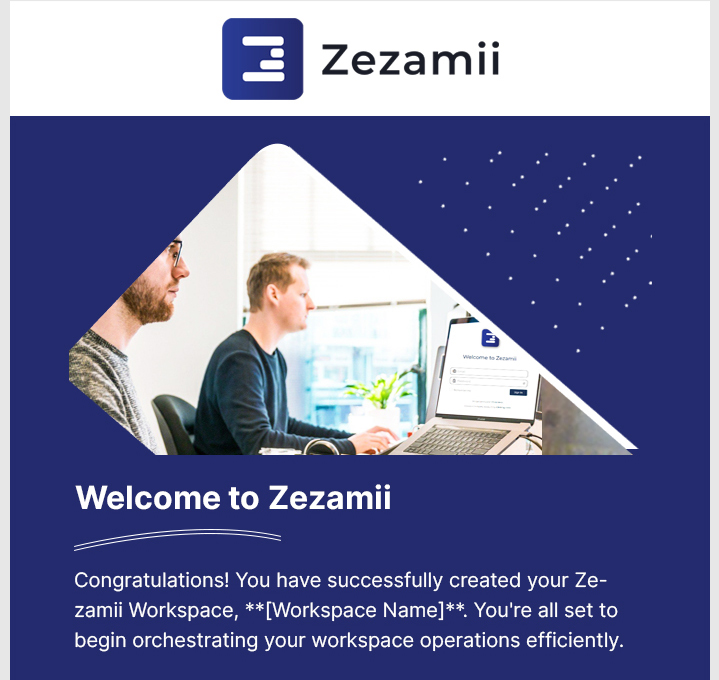 Zezamii
Welcome to Zezamii
Welcome to Zezamii
Congratulations! You have successfully created your Ze-
zamii Workspace, **[Workspace Name]**. You're all set to
begin orchestrating your workspace operations efficiently.